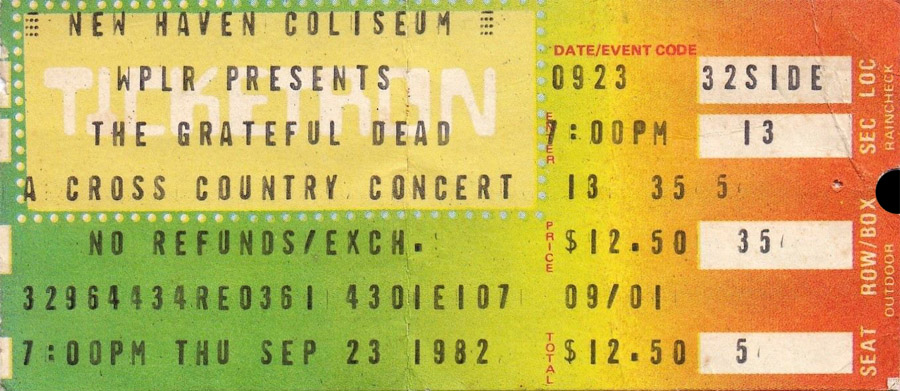 NEW HAVEN COLISEUM
WPLR PRESENTS
TICKETRON
THE GRATEFUL DEAD
A CROSS COUNTRY CONCERT
NO REFUNDS/EXCH.
32964434RE0361 430IE107
7:00PM THU SEP 23 1982
DATE/EVENT CODE
0923 32SIDE
ENTER
7:00PM 13
13 35 5
PRICE
$12.50 35
09/01
TOTAL
$12.50 5
SEAT ROW/BOX SEC LOC
OUTDOOR RAINCHECK